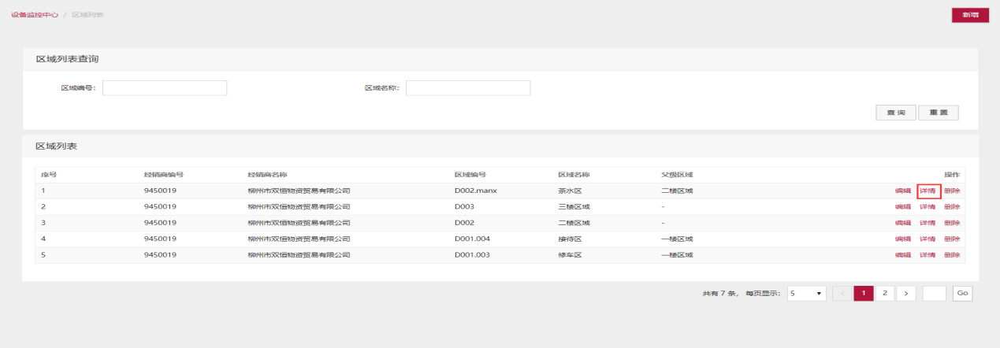 设备监控中心 / 区域列表 新增
区域列表查询
区域编号: 区域名称:
查 询 重 置
区域列表
序号 经销商编号 经销商名称 区域编号 区域名称 父级区域 操作
1 9450019 柳州市双恒物资贸易有限公司 D002.manx 茶水区 二楼区域 编辑 详情 删除
2 9450019 柳州市双恒物资贸易有限公司 D003 三楼区域 - 编辑 详情 删除
3 9450019 柳州市双恒物资贸易有限公司 D002 二楼区域 - 编辑 详情 删除
4 9450019 柳州市双恒物资贸易有限公司 D001.004 接待区 一楼区域 编辑 详情 删除
5 9450019 柳州市双恒物资贸易有限公司 D001.003 修车区 一楼区域 编辑 详情 删除
共有 7 条, 每页显示: 5 ▼ < 1 2 > Go